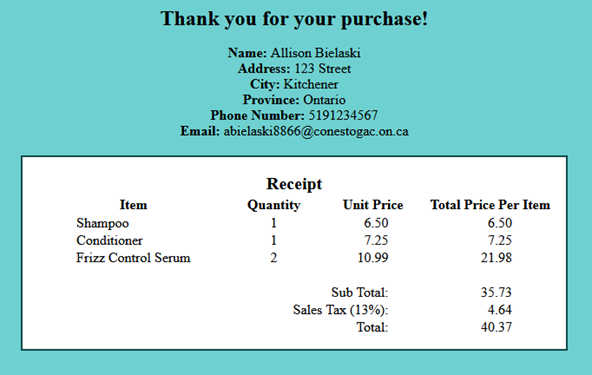 Thank you for your purchase!
Name: Allison Bielaski
Address: 123 Street
City: Kitchener
Province: Ontario
Phone Number: 5191234567
Email: abielaski8866@conestogac.on.ca
Receipt
Item Quantity Unit Price Total Price Per Item
Shampoo 1 6.50 6.50
Conditioner 1 7.25 7.25
Frizz Control Serum 2 10.99 21.98
Sub Total: 35.73
Sales Tax (13%): 4.64
Total: 40.37